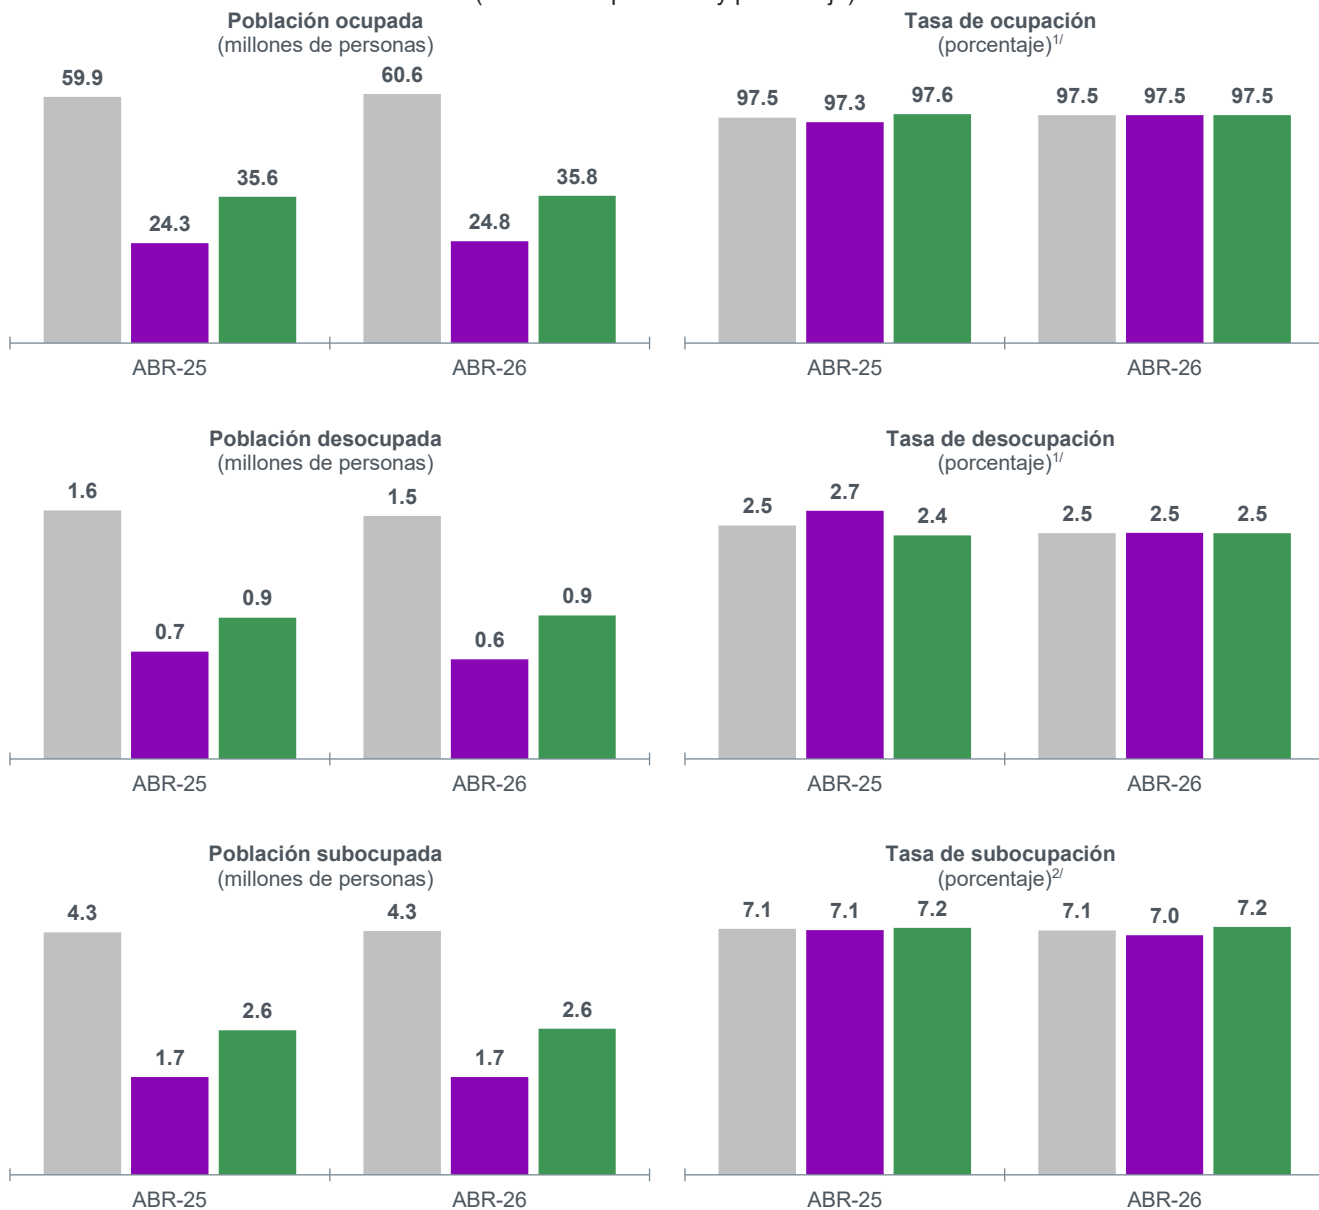 Población ocupada
(millones de personas)
59.9
24.3
35.6
60.6
24.8
35.8
ABR-25
ABR-26
Tasa de ocupación
(porcentaje)1/
97.5
97.3
97.6
97.5
97.5
97.5
ABR-25
ABR-26
Población desocupada
(millones de personas)
1.6
0.7
0.9
1.5
0.6
0.9
ABR-25
ABR-26
Tasa de desocupación
(porcentaje)1/
2.5
2.7
2.4
2.5
2.5
2.5
ABR-25
ABR-26
Población subocupada
(millones de personas)
4.3
1.7
2.6
4.3
1.7
2.6
ABR-25
ABR-26
Tasa de subocupación
(porcentaje)2/
7.1
7.1
7.2
7.1
7.0
7.2
ABR-25
ABR-26